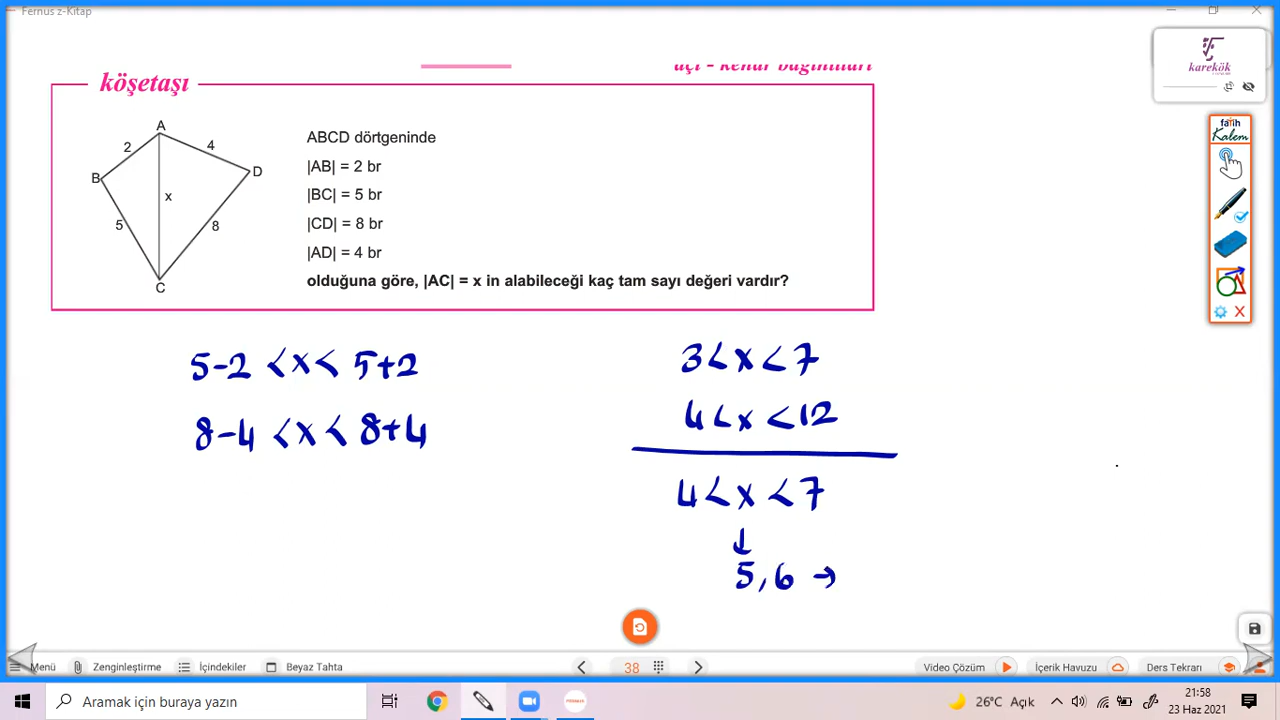 Fernus z-Kitap
karekök
açı - kenar bağıntıları
köşetaşı
A
2
4
B
D
x
5
8
C
ABCD dörtgeninde
|AB| = 2 br
|BC| = 5 br
|CD| = 8 br
|AD| = 4 br
olduğuna göre, |AC| = x in alabileceği kaç tam sayı değeri vardır?
fatih
Kalem
5-2 < x < 5+2
8-4 < x < 8+4
3 < x < 7
4 < x < 12
4 < x < 7
↓
5, 6 →
Menü
Zenginleştirme
İçindekiler
Beyaz Tahta
38
Video Çözüm
İçerik Havuzu
Ders Tekrarı
Aramak için buraya yazın
26°C Açık
21:58
23 Haz 2021